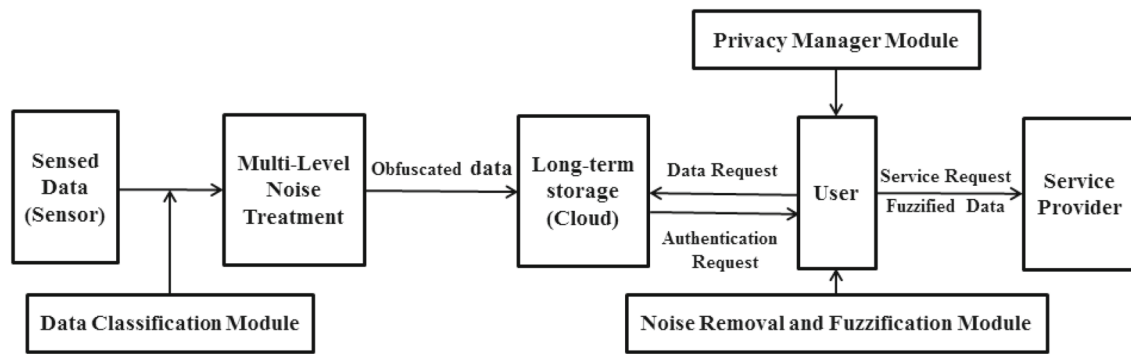 Privacy Manager Module
Sensed
Data
(Sensor)
Multi-Level
Noise
Treatment
Obfuscated data
Long-term
storage
(Cloud)
Data Request
Authentication
Request
User
Service Request
Fuzzified Data
Service
Provider
Data Classification Module
Noise Removal and Fuzzification Module